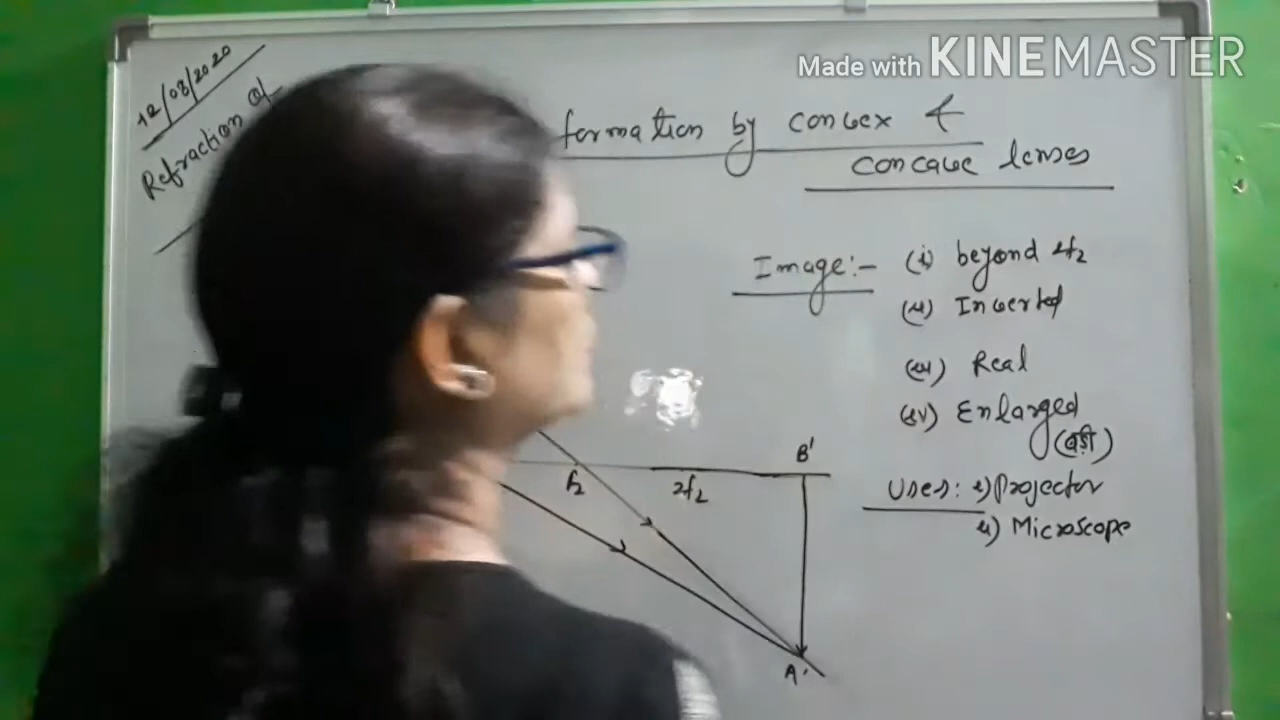 Made with KINEMASTER
12/08/2020
Refraction of
formation by convex &
concave lenses
Image:- (i) beyond 2f2
(ii) Inverted
(iii) Real
(iv) Enlarged
(बड़ी)
Uses: i) Projector
ii) Microscope
B'
f2
2f2
A'